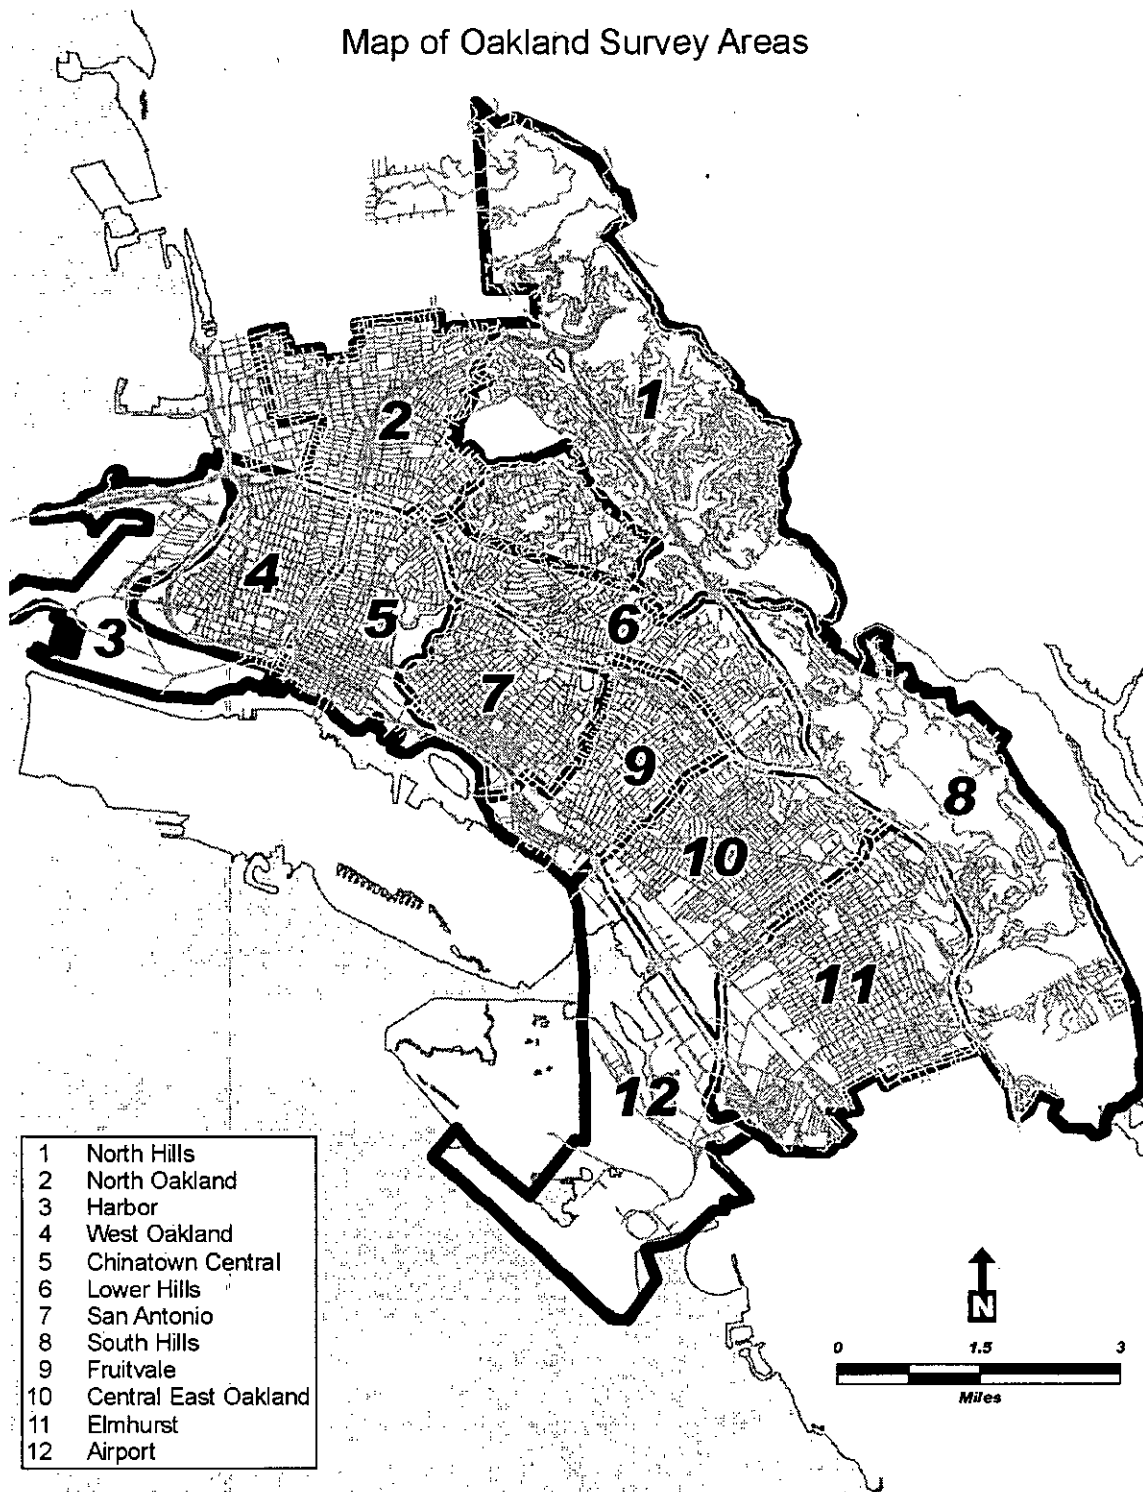 Map of Oakland Survey Areas
1
2
4
3
5
6
7
9
8
10
11
12
1 North Hills
2 North Oakland
3 Harbor
4 West Oakland
5 Chinatown Central
6 Lower Hills
7 San Antonio
8 South Hills
9 Fruitvale
10 Central East Oakland
11 Elmhurst
12 Airport
N
0 1.5 3
Miles